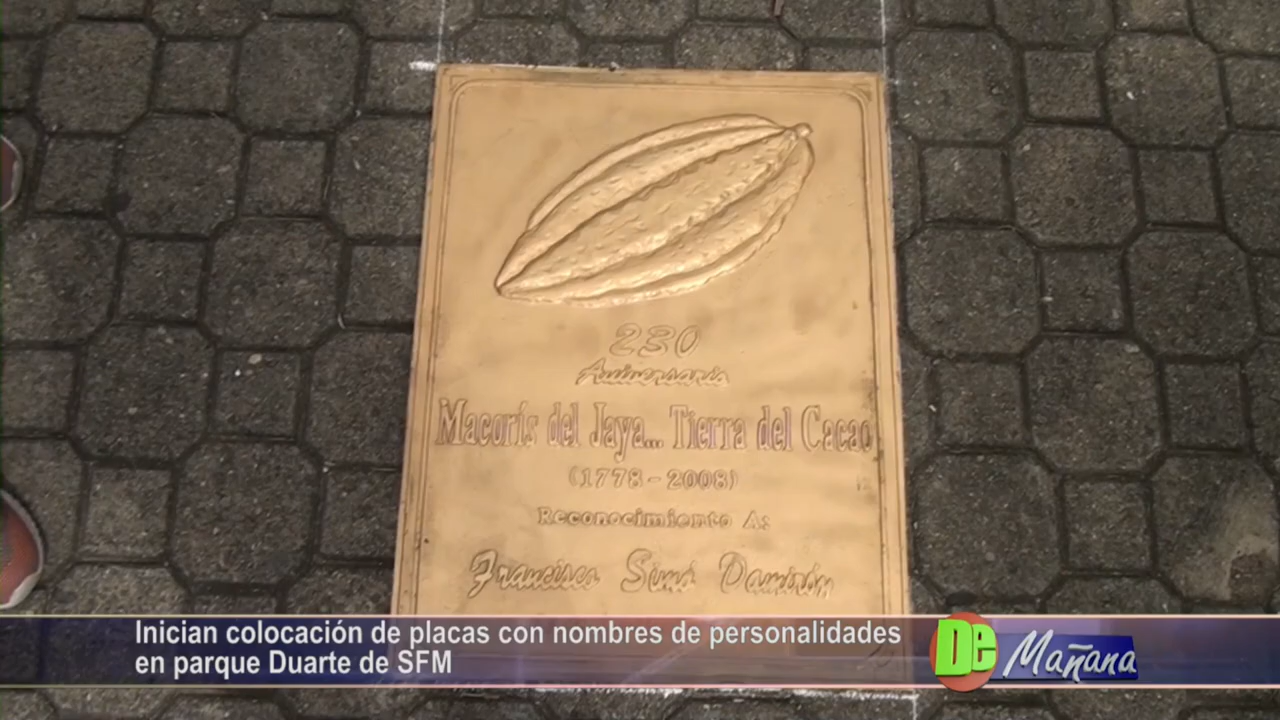 230
Aniversario
Macorís del Jaya... Tierra del Cacao
(1778-2008)
Reconocimiento A:
Francisco Simó Damirón
Inician colocación de placas con nombres de personalidades
en parque Duarte de SFM
De Mañana